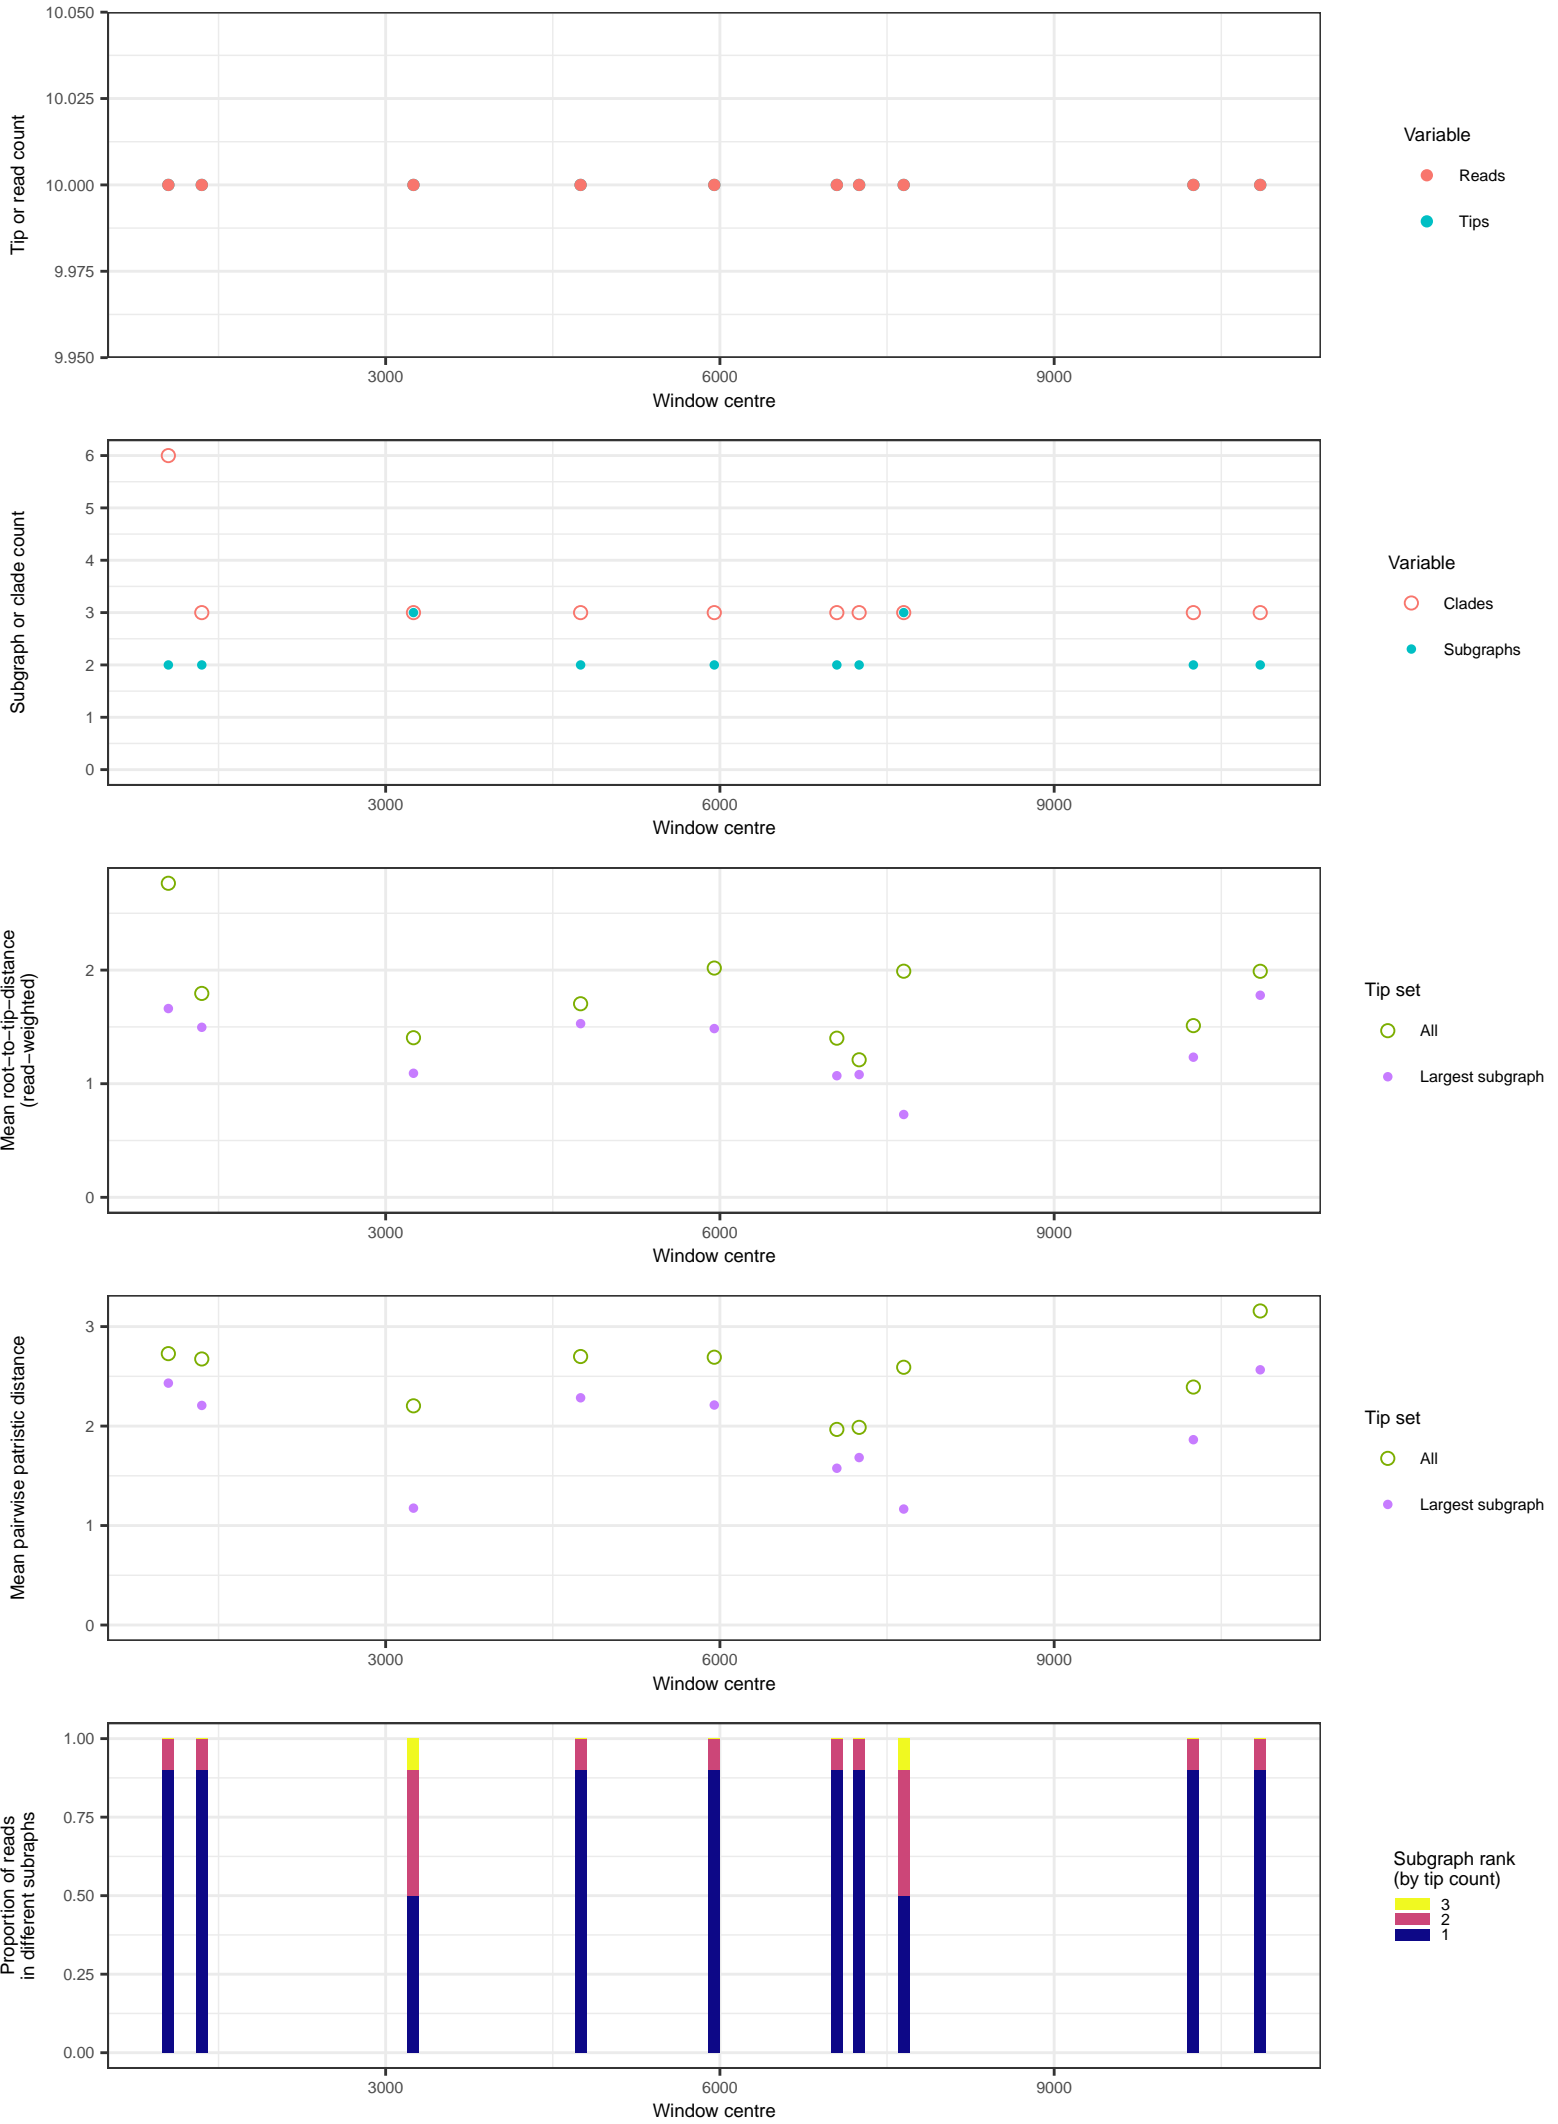 10.050
10.025
10.000
9.975
9.950
Tip or read count
3000 6000 9000
Window centre
Variable
Reads
Tips
6
5
4
3
2
1
0
Subgraph or clade count
3000 6000 9000
Window centre
Variable
Clades
Subgraphs
2
1
0
Mean root−to−tip−distance
(read−weighted)
3000 6000 9000
Window centre
Tip set
All
Largest subgraph
3
2
1
0
Mean pairwise patristic distance
3000 6000 9000
Window centre
Tip set
All
Largest subgraph
1.00
0.75
0.50
0.25
0.00
Proportion of reads
in different subraphs
3000 6000 9000
Window centre
Subgraph rank
(by tip count)
3
2
1